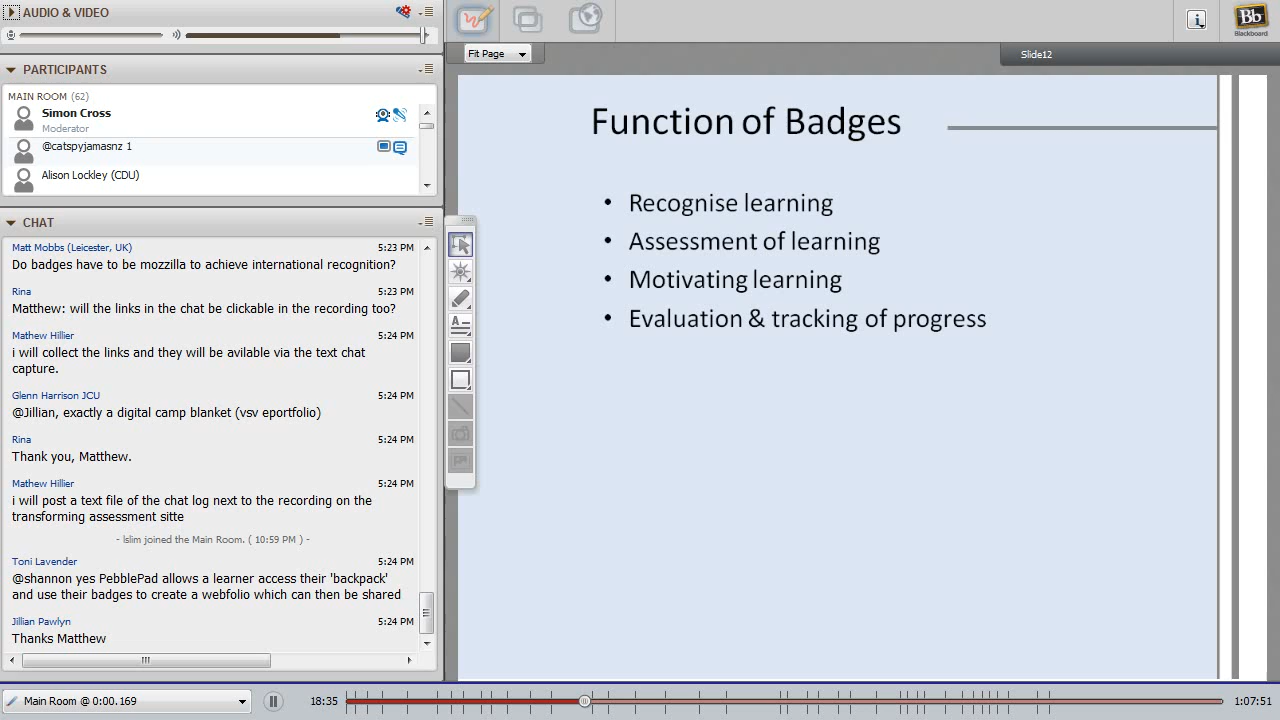 AUDIO & VIDEO
PARTICIPANTS
MAIN ROOM (62)
Simon Cross
Moderator
@catspyjamasnz 1
Alison Lockley (CDU)
CHAT
Matt Mobbs (Leicester, UK) 5:23 PM
Do badges have to be mozzilla to achieve international recognition?
Rina 5:23 PM
Matthew: will the links in the chat be clickable in the recording too?
Mathew Hillier 5:24 PM
i will collect the links and they will be avilable via the text chat
capture.
Glenn Harrison JCU 5:24 PM
@Jillian, exactly a digital camp blanket (vsv eportfolio)
Rina 5:24 PM
Thank you, Matthew.
Mathew Hillier 5:24 PM
i will post a text file of the chat log next to the recording on the
transforming assessment sitte
- lslim joined the Main Room. ( 10:59 PM ) -
Toni Lavender 5:24 PM
@shannon yes PebblePad allows a learner access their 'backpack'
and use their badges to create a webfolio which can then be shared
Jillian Pawlyn 5:24 PM
Thanks Matthew
Main Room @ 0:00.169
18:35
1:07:51
Bb
Blackboard
Fit Page
Slide12
Function of Badges
• Recognise learning
• Assessment of learning
• Motivating learning
• Evaluation & tracking of progress